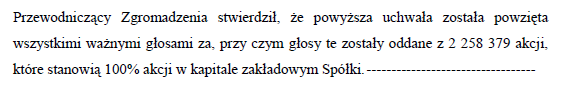 Przewodniczący Zgromadzenia stwierdził, że powyższa uchwała została powzięta
wszystkimi ważnymi głosami za, przy czym głosy te zostały oddane z 2 258 379 akcji,
które stanowią 100% akcji w kapitale zakładowym Spółki. ----------------------------------